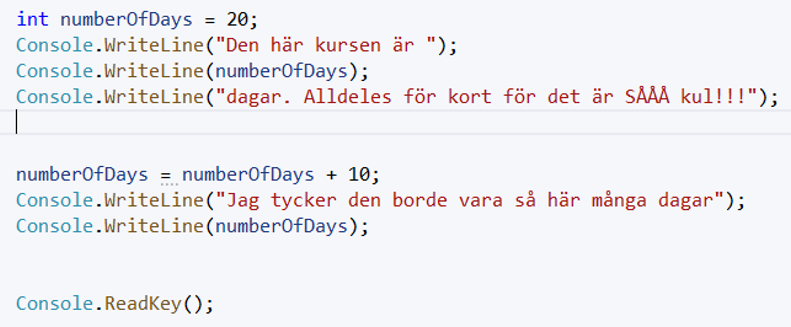 int numberOfDays = 20;
Console.WriteLine("Den här kursen är ");
Console.WriteLine(numberOfDays);
Console.WriteLine("dagar. Alldeles för kort för det är SÅÅÅ kul!!!");
numberOfDays = numberOfDays + 10;
Console.WriteLine("Jag tycker den borde vara så här många dagar");
Console.WriteLine(numberOfDays);
Console.ReadKey();